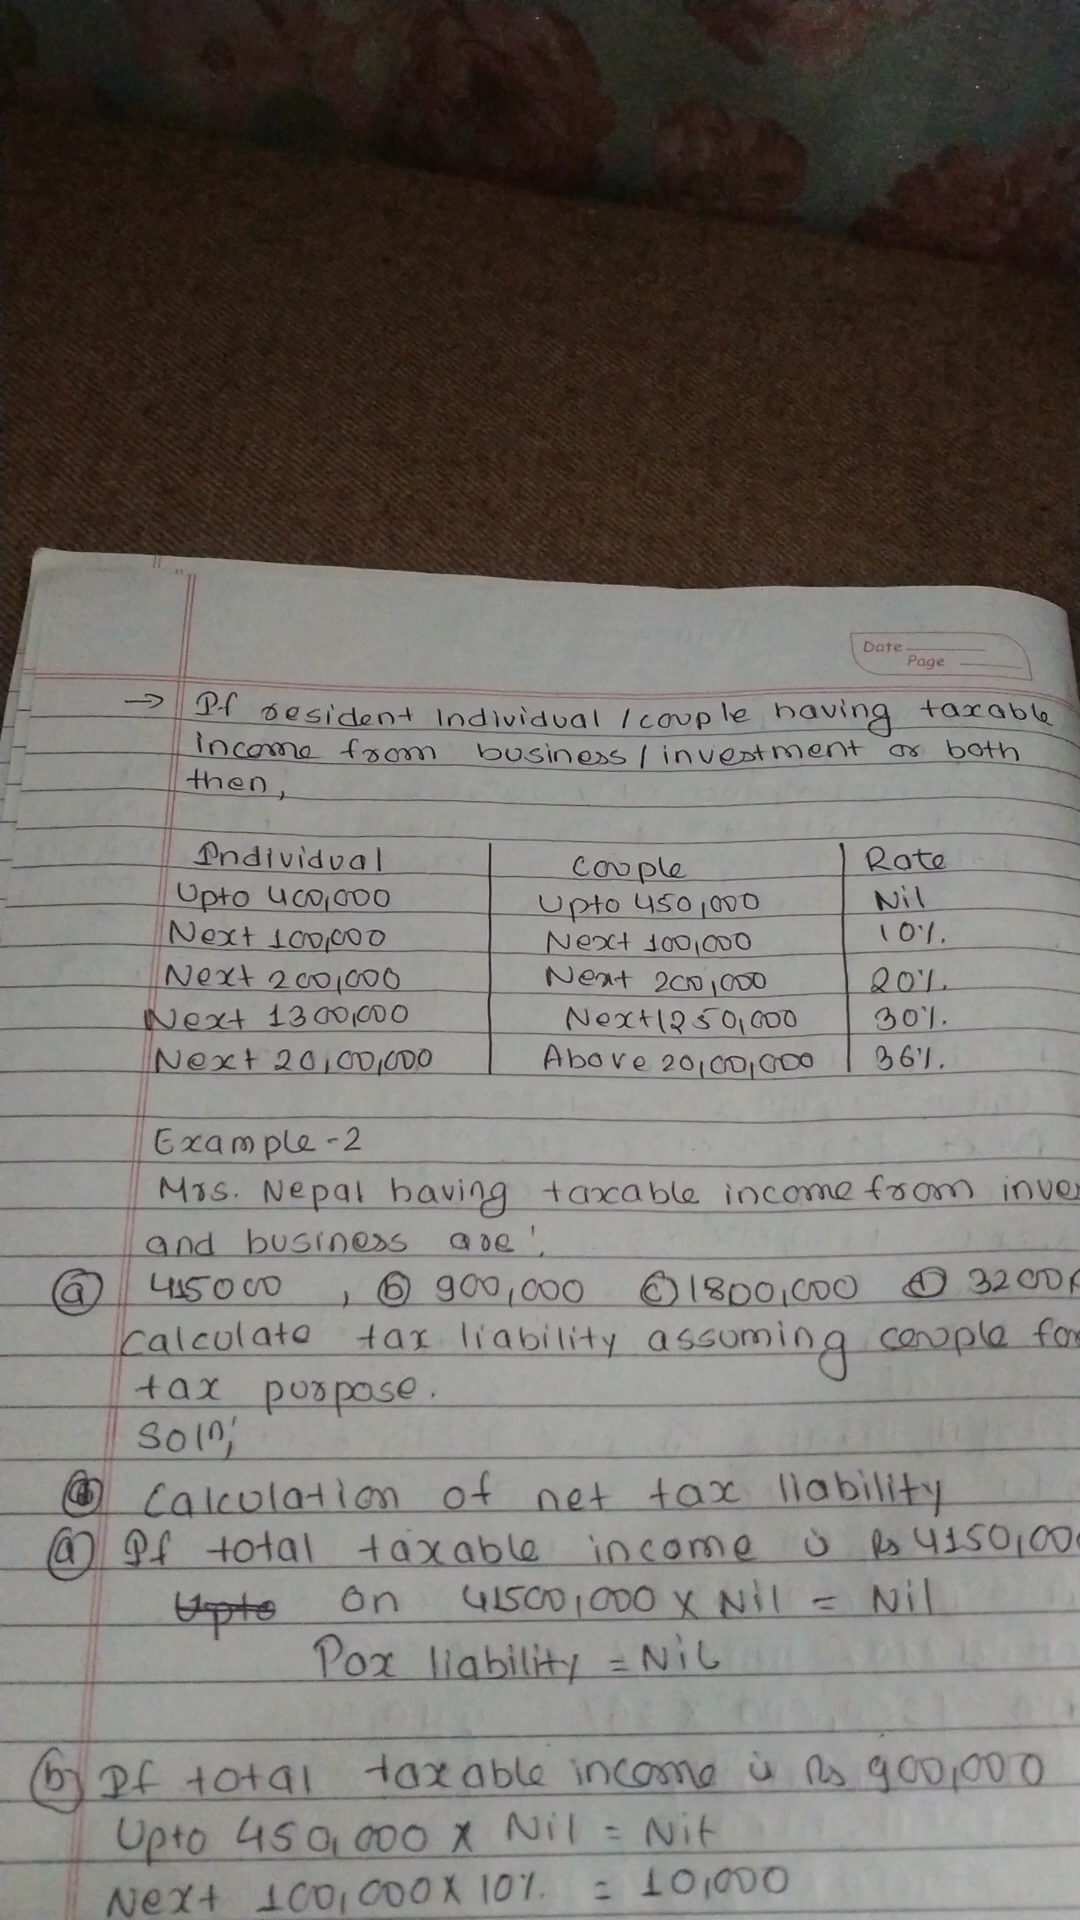 Date
Page
→ If resident Individual / couple having taxable
income from business / investment or both
then,
Individual | couple | Rate
Upto 400,000 | Upto 450,000 | Nil
Next 100,000 | Next 100,000 | 10%.
Next 200,000 | Next 200,000 | 20%.
Next 1300,000 | Next 1250,000 | 30%.
Next 20,00,000 | Above 20,00,000 | 36%.
Example-2
Mrs. Nepal having taxable income from inve
and business are:
(a) 415000 , (b) 900,000 (c) 1800,000 (d) 3200
Calculate tax liability assuming couple for
tax purpose.
Soln;
Calculation of net tax liability
(a) If total taxable income is Rs 4150,00
Upto on 41500,000 x Nil = Nil
Pox liability = Nil
(b) If total taxable income is Rs 900,000
Upto 450,000 x Nil = Nil
Next 100,000 x 10%. = 10,000